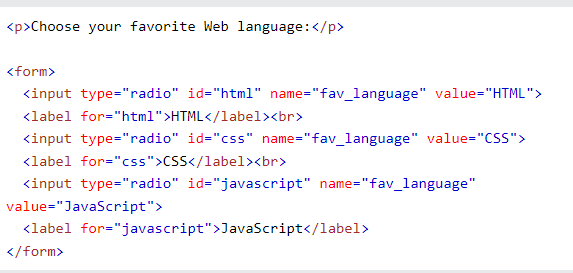 <p>Choose your favorite Web language:</p>
<form>
<input type="radio" id="html" name="fav_language" value="HTML">
<label for="html">HTML</label><br>
<input type="radio" id="css" name="fav_language" value="CSS">
<label for="css">CSS</label><br>
<input type="radio" id="javascript" name="fav_language"
value="JavaScript">
<label for="javascript">JavaScript</label>
</form>